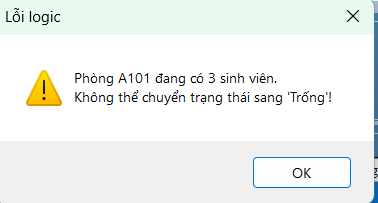 Lỗi logic
Phòng A101 đang có 3 sinh viên.
Không thể chuyển trạng thái sang 'Trống'!
OK